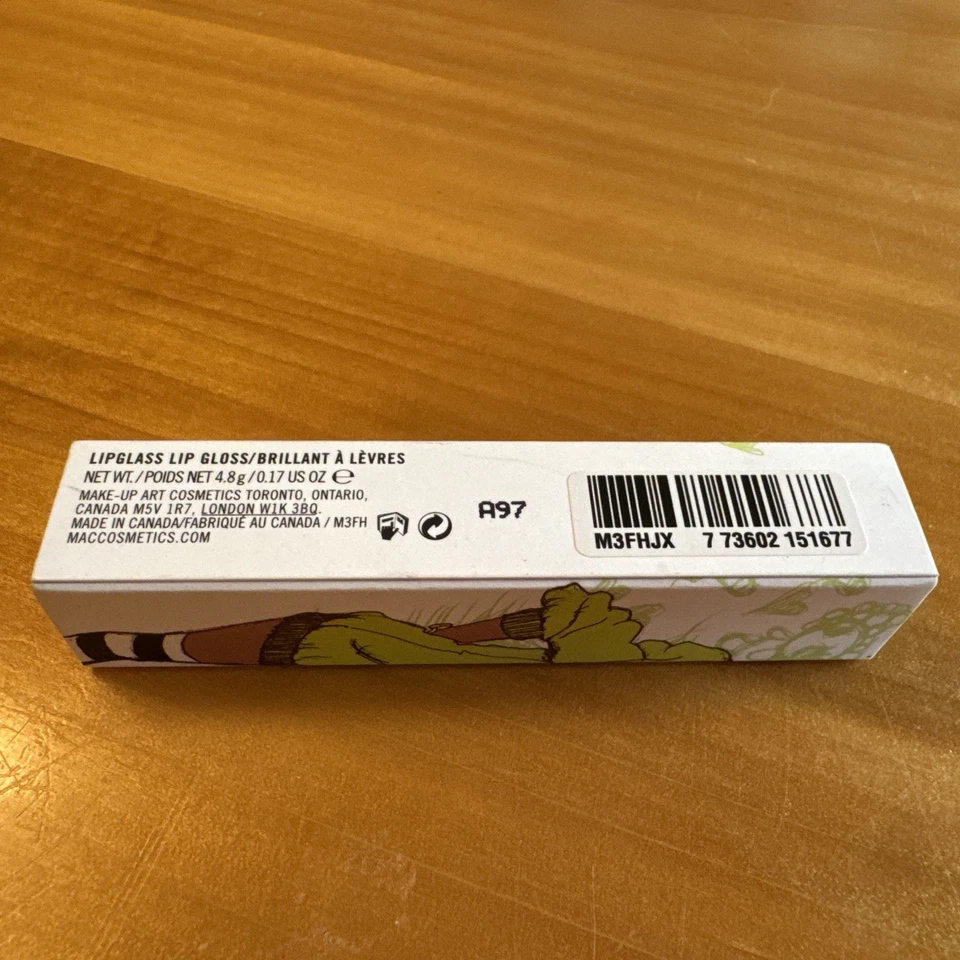 LIPGLASS LIP GLOSS/BRILLANT À LÈVRES
NET WT./POIDS NET 4.8 g/0.17 US OZ ℮
MAKE-UP ART COSMETICS TORONTO, ONTARIO,
CANADA M5V 1R7, LONDON W1K 3BQ.
MADE IN CANADA/FABRIQUÉ AU CANADA / M3FH
MACCOSMETICS.COM
A97
M3FHJX 7 73602 151677